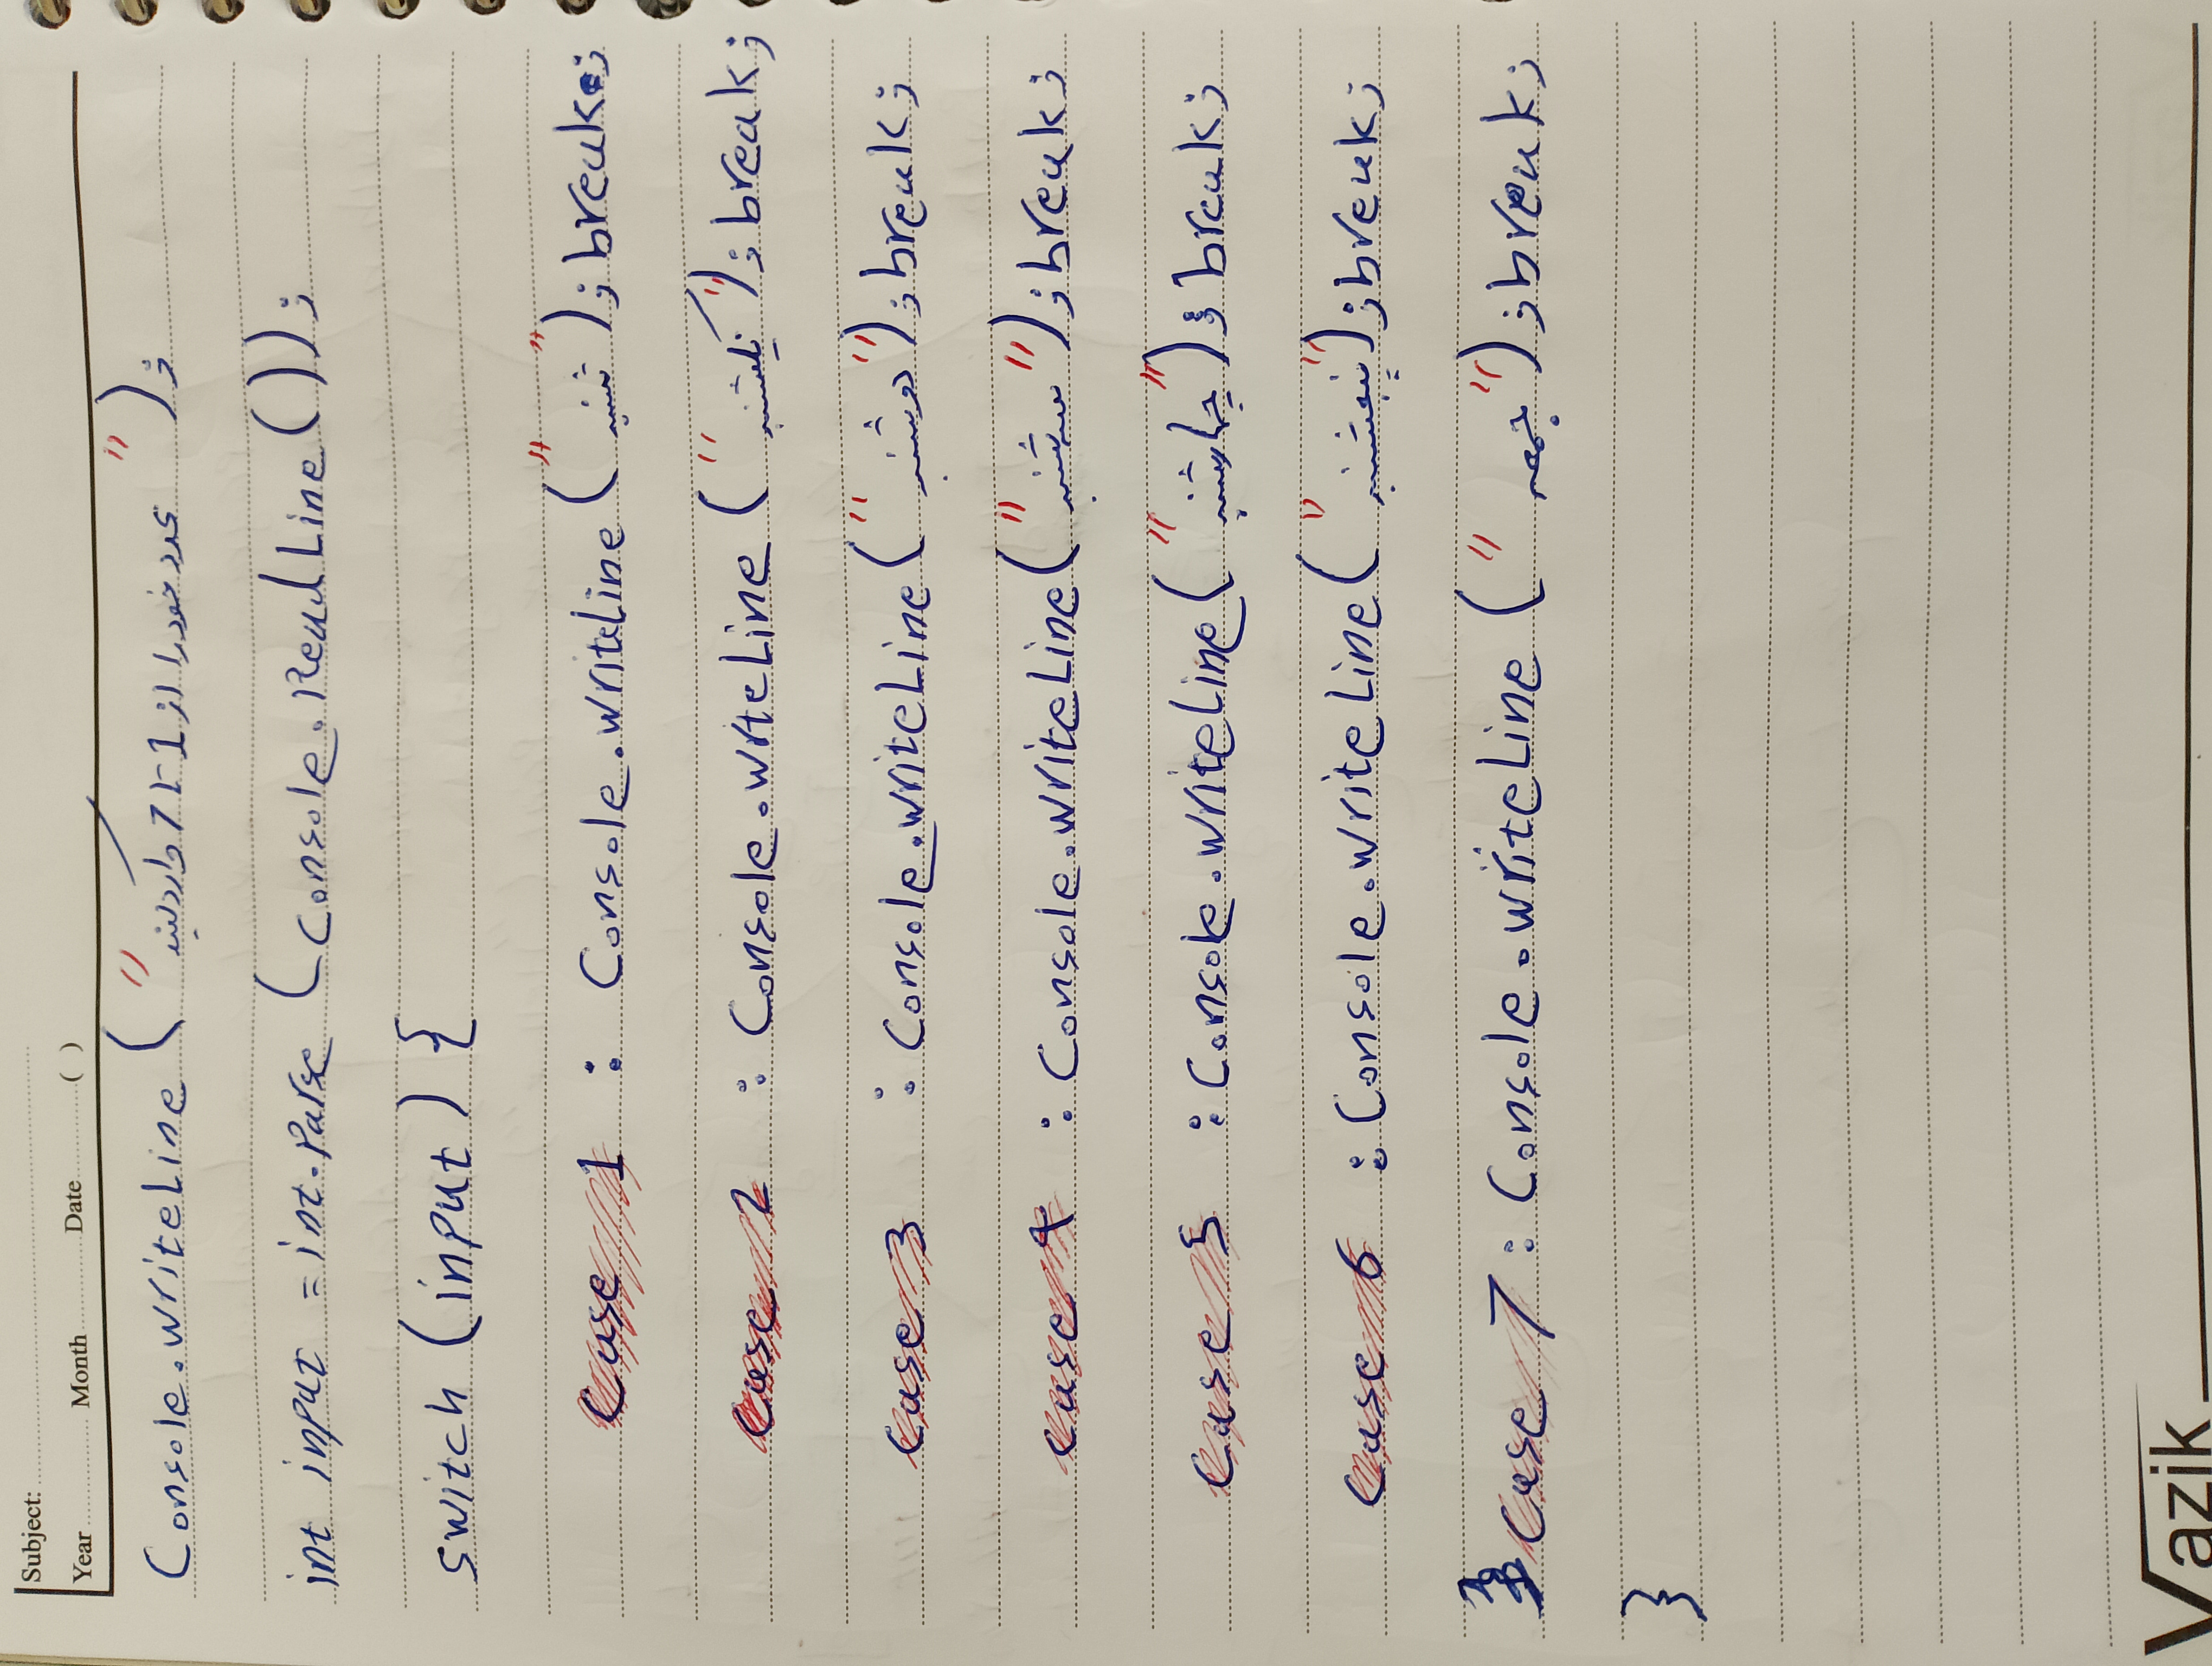 Subject:
Year Month Date ( )
Console.writeLine ("عدد خود را از 1-7 وارد کنید");
int input = int.Parse (Console.ReadLine());
switch (input) {
case 1 : Console.writeLine ("شنبه"); break;
case 2 : Console.writeLine ("یکشنبه"); break;
case 3 : Console.writeLine ("دوشنبه"); break;
case 4 : Console.writeLine ("سه شنبه"); break;
case 5 : Console.writeLine ("چهارشنبه"); break;
case 6 : Console.writeLine ("پنجشنبه"); break;
case 7 : Console.writeLine ("جمعه"); break;
}
Vazik